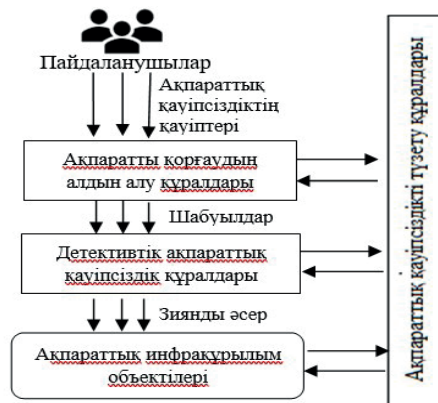 Пайдаланушылар
Ақпараттық
қауіпсіздіктің
қауіптері
Ақпаратты қорғаудың
алдын алу құралдары
Шабуылдар
Детективтік ақпараттық
қауіпсіздік құралдары
Зиянды әсер
Ақпараттық инфрақұрылым
объектілері
Ақпараттық қауіпсіздікті түзету құралдары